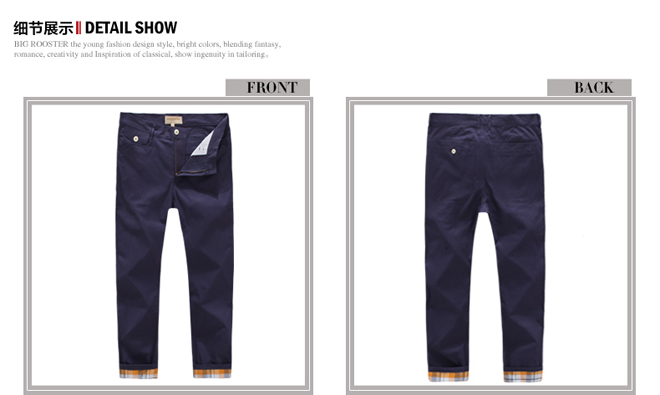 细节展示 DETAIL SHOW
BIG ROOSTER the young fashion design style, bright colors, blending fantasy,
romance, creativity and Inspiration of classical, show ingenuity in tailoring。
FRONT
BACK